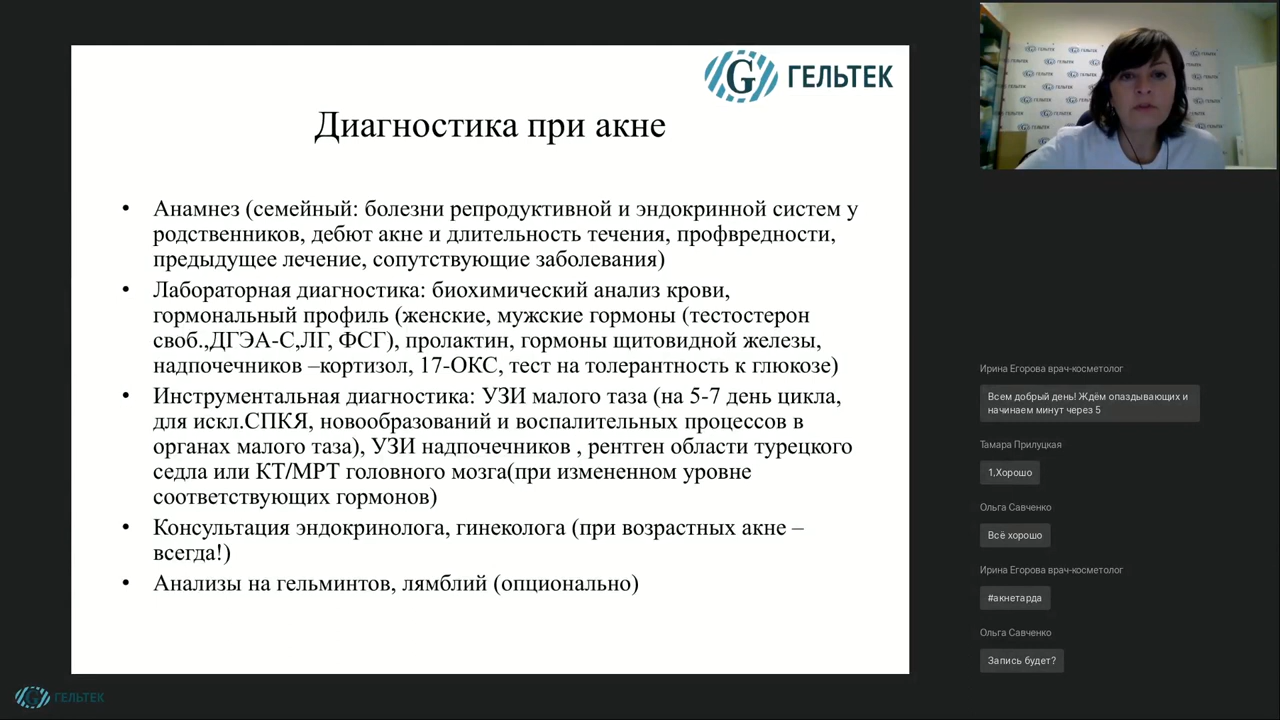 ГЕЛЬТЕК
Диагностика при акне
• Анамнез (семейный: болезни репродуктивной и эндокринной систем у
родственников, дебют акне и длительность течения, профвредности,
предыдущее лечение, сопутствующие заболевания)
• Лабораторная диагностика: биохимический анализ крови,
гормональный профиль (женские, мужские гормоны (тестостерон
своб.,ДГЭА-С,ЛГ, ФСГ), пролактин, гормоны щитовидной железы,
надпочечников –кортизол, 17-ОКС, тест на толерантность к глюкозе)
• Инструментальная диагностика: УЗИ малого таза (на 5-7 день цикла,
для искл.СПКЯ, новообразований и воспалительных процессов в
органах малого таза), УЗИ надпочечников , рентген области турецкого
седла или КТ/МРТ головного мозга(при измененном уровне
соответствующих гормонов)
• Консультация эндокринолога, гинеколога (при возрастных акне –
всегда!)
• Анализы на гельминтов, лямблий (опционально)
ГЕЛЬТЕК
Ирина Егорова врач-косметолог
Всем добрый день! Ждём опаздывающих и
начинаем минут через 5
Тамара Прилуцкая
1,Хорошо
Ольга Савченко
Всё хорошо
Ирина Егорова врач-косметолог
#акнетарда
Ольга Савченко
Запись будет?